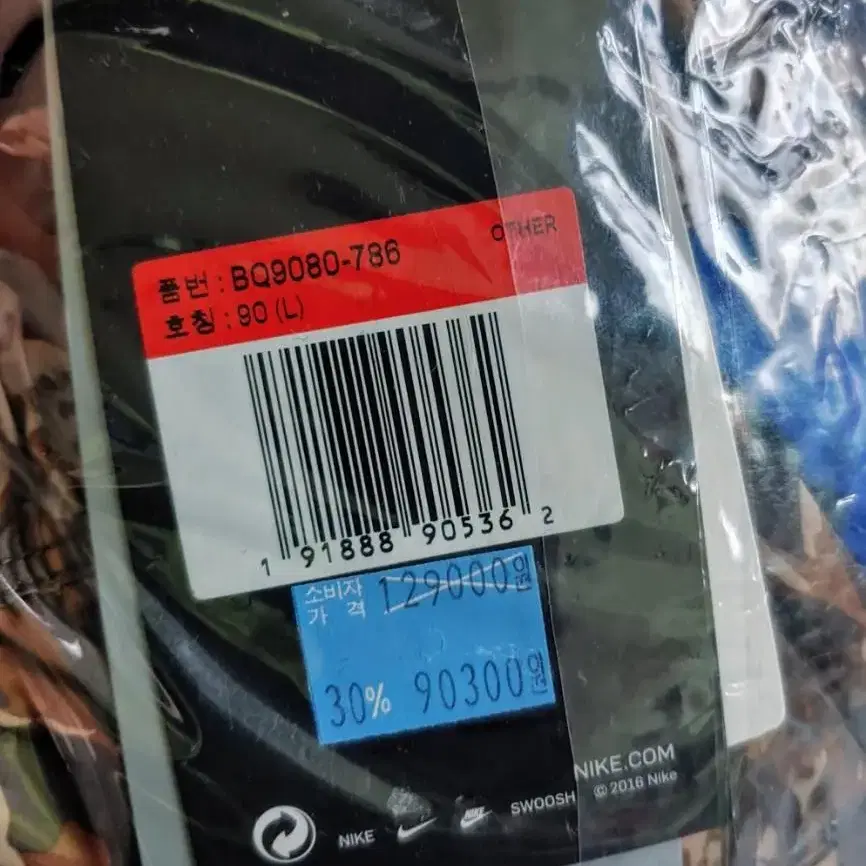 OTHER
품번 : BQ9080-786
호칭 : 90 (L)
1 91888 90536 2
소비자 가격 129000원
30% 90300원
NIKE.COM
© 2016 Nike
NIKE NIKE SWOOSH